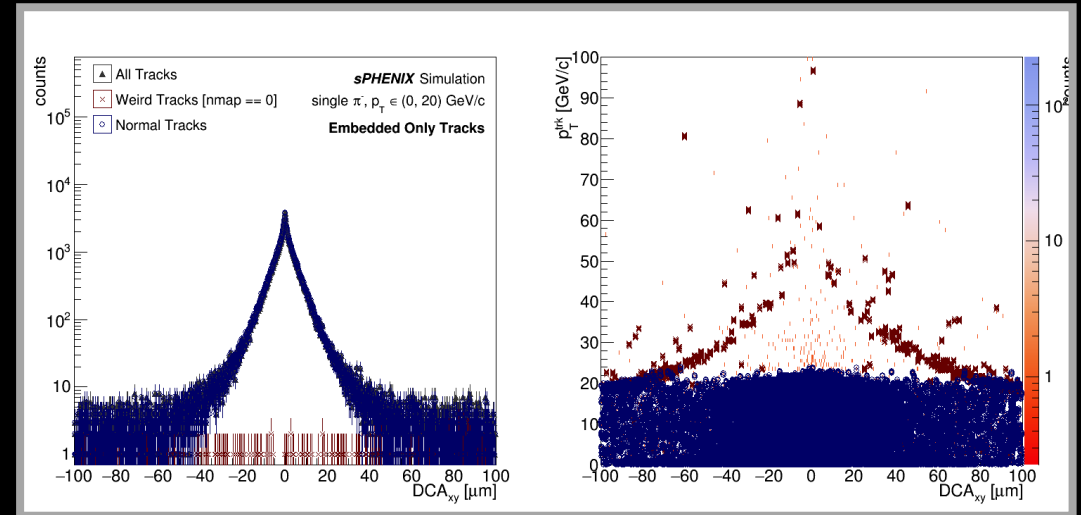 counts
All Tracks
Weird Tracks [nmap == 0]
Normal Tracks
sPHENIX Simulation
single π⁻, p_T ∈ (0, 20) GeV/c
Embedded Only Tracks
10⁵
10⁴
10³
10²
10
1
−100 −80 −60 −40 −20 0 20 40 60 80 100
DCA_xy [μm]
p_T^trk [GeV/c]
100
90
80
70
60
50
40
30
20
10
0
−100 −80 −60 −40 −20 0 20 40 60 80 100
DCA_xy [μm]
counts
10²
10
1